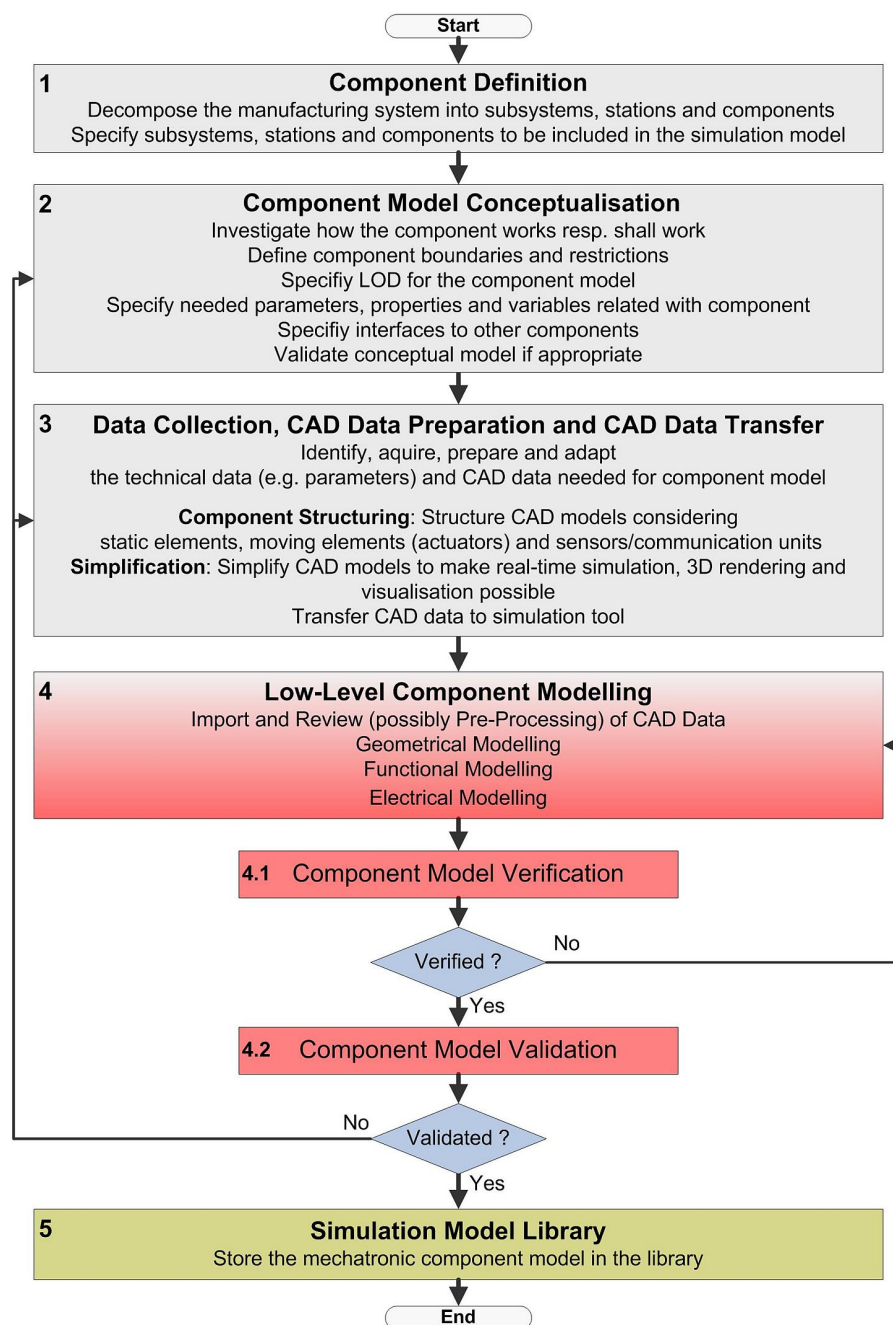 Start
1 Component Definition
Decompose the manufacturing system into subsystems, stations and components
Specify subsystems, stations and components to be included in the simulation model
2 Component Model Conceptualisation
Investigate how the component works resp. shall work
Define component boundaries and restrictions
Specifiy LOD for the component model
Specify needed parameters, properties and variables related with component
Specifiy interfaces to other components
Validate conceptual model if appropriate
3 Data Collection, CAD Data Preparation and CAD Data Transfer
Identify, aquire, prepare and adapt
the technical data (e.g. parameters) and CAD data needed for component model
Component Structuring: Structure CAD models considering
static elements, moving elements (actuators) and sensors/communication units
Simplification: Simplify CAD models to make real-time simulation, 3D rendering and
visualisation possible
Transfer CAD data to simulation tool
4 Low-Level Component Modelling
Import and Review (possibly Pre-Processing) of CAD Data
Geometrical Modelling
Functional Modelling
Electrical Modelling
4.1 Component Model Verification
No
Verified ?
Yes
4.2 Component Model Validation
No
Validated ?
Yes
5 Simulation Model Library
Store the mechatronic component model in the library
End